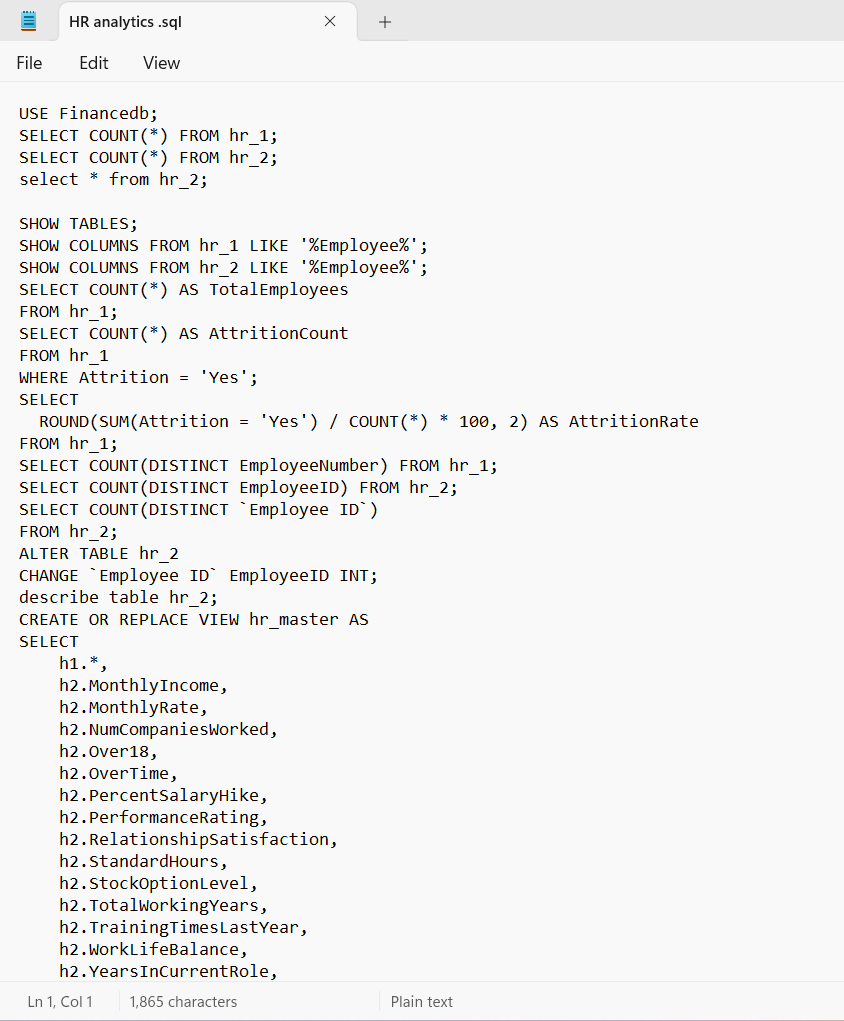 HR analytics .sql
File Edit View
USE Financedb;
SELECT COUNT(*) FROM hr_1;
SELECT COUNT(*) FROM hr_2;
select * from hr_2;

SHOW TABLES;
SHOW COLUMNS FROM hr_1 LIKE '%Employee%';
SHOW COLUMNS FROM hr_2 LIKE '%Employee%';
SELECT COUNT(*) AS TotalEmployees
FROM hr_1;
SELECT COUNT(*) AS AttritionCount
FROM hr_1
WHERE Attrition = 'Yes';
SELECT
  ROUND(SUM(Attrition = 'Yes') / COUNT(*) * 100, 2) AS AttritionRate
FROM hr_1;
SELECT COUNT(DISTINCT EmployeeNumber) FROM hr_1;
SELECT COUNT(DISTINCT EmployeeID) FROM hr_2;
SELECT COUNT(DISTINCT `Employee ID`)
FROM hr_2;
ALTER TABLE hr_2
CHANGE `Employee ID` EmployeeID INT;
describe table hr_2;
CREATE OR REPLACE VIEW hr_master AS
SELECT
    h1.*,
    h2.MonthlyIncome,
    h2.MonthlyRate,
    h2.NumCompaniesWorked,
    h2.Over18,
    h2.OverTime,
    h2.PercentSalaryHike,
    h2.PerformanceRating,
    h2.RelationshipSatisfaction,
    h2.StandardHours,
    h2.StockOptionLevel,
    h2.TotalWorkingYears,
    h2.TrainingTimesLastYear,
    h2.WorkLifeBalance,
    h2.YearsInCurrentRole,
Ln 1, Col 1 1,865 characters Plain text